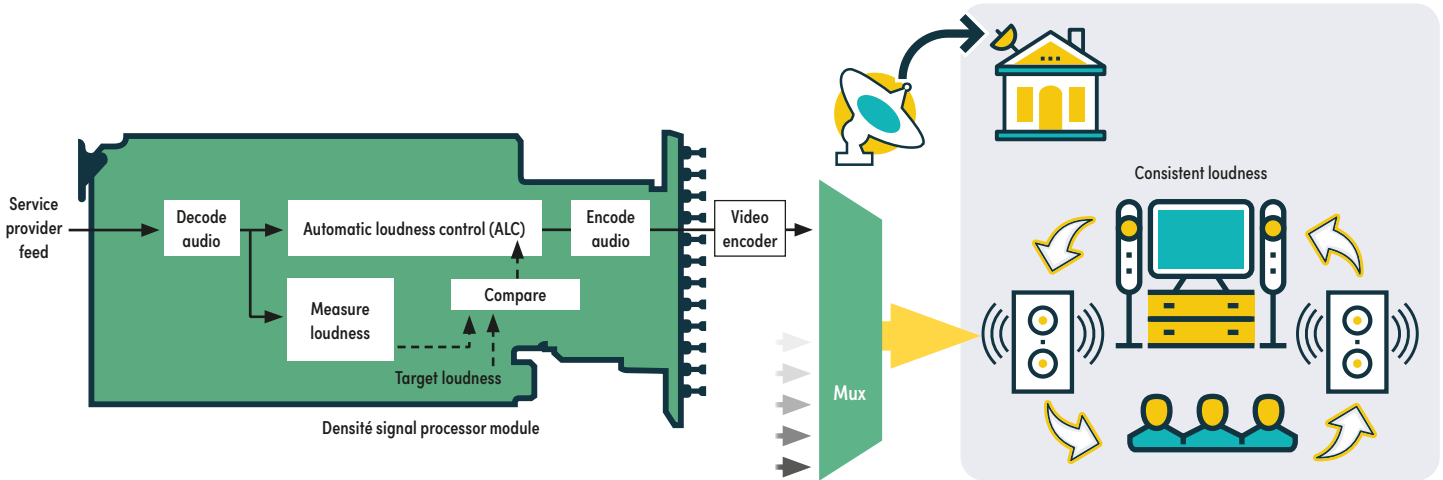 Service
provider
feed
Decode
audio
Automatic loudness control (ALC)
Encode
audio
Measure
loudness
Compare
Target loudness
Densité signal processor module
Video
encoder
Mux
Consistent loudness